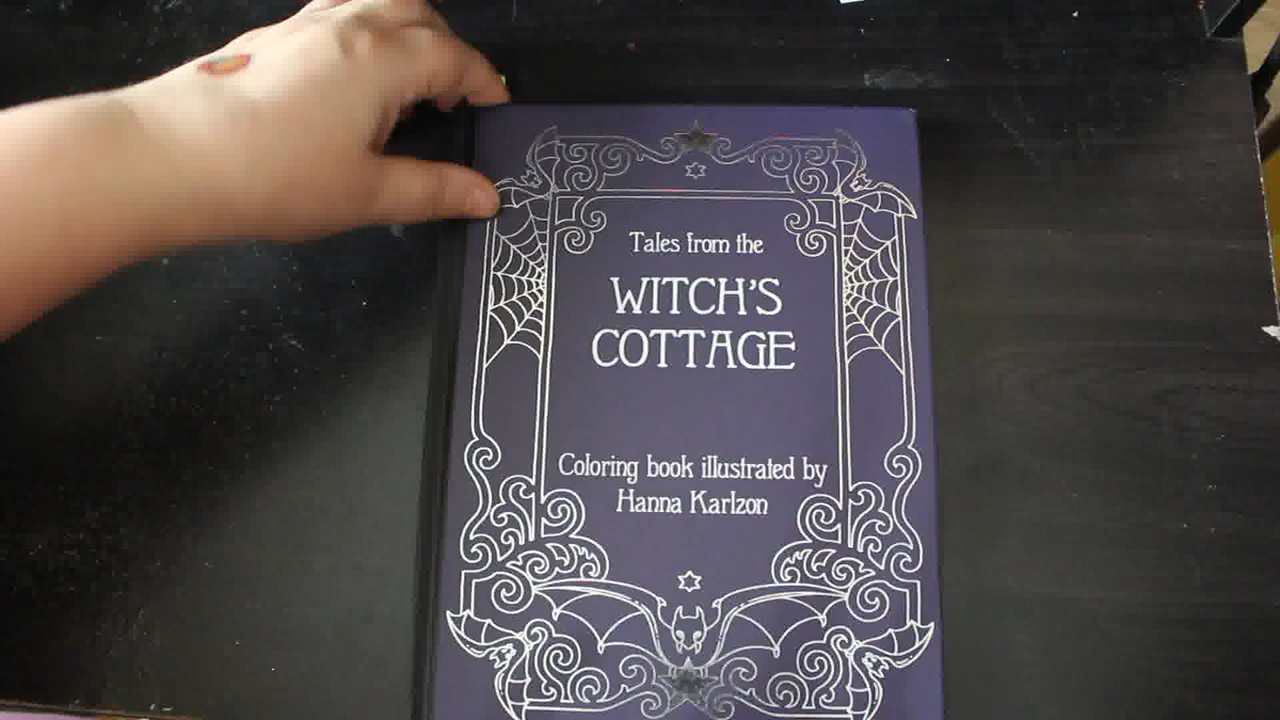 Tales from the
WITCH'S
COTTAGE
Coloring book illustrated by
Hanna Karlzon